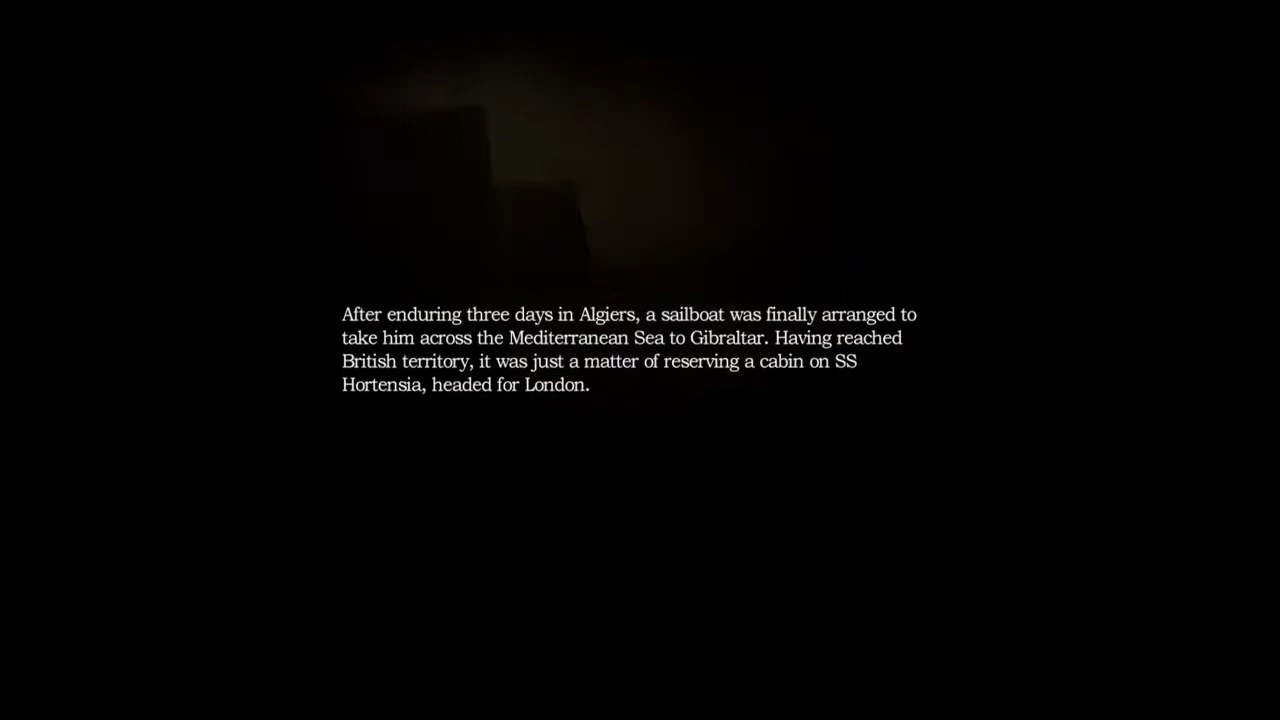 After enduring three days in Algiers, a sailboat was finally arranged to
take him across the Mediterranean Sea to Gibraltar. Having reached
British territory, it was just a matter of reserving a cabin on SS
Hortensia, headed for London.